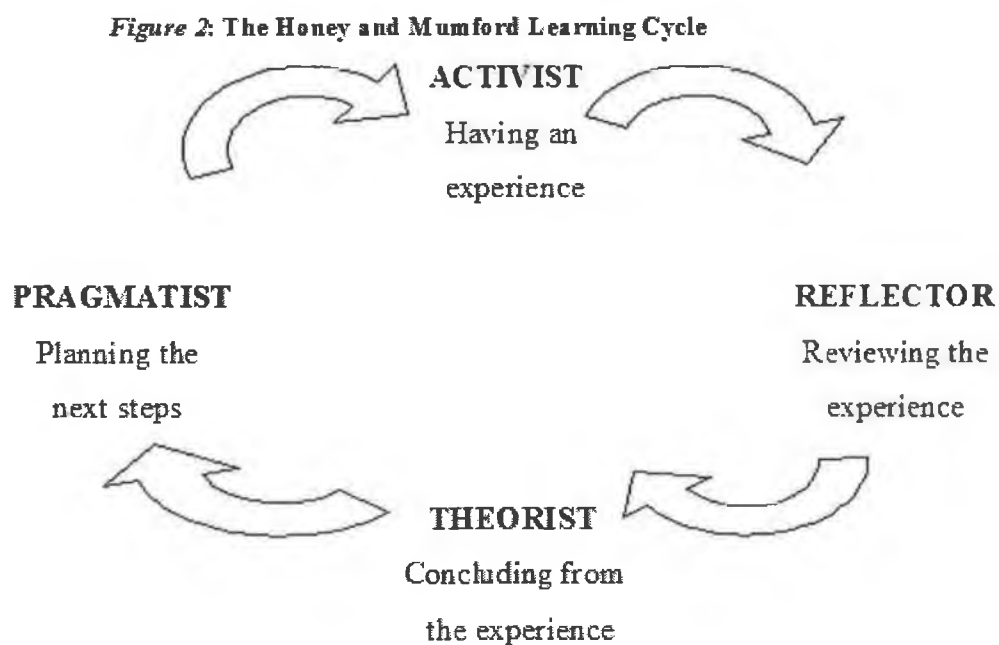 Figure 2: The Honey and Mumford Learning Cycle
ACTIVIST
Having an
experience
REFLECTOR
Reviewing the
experience
THEORIST
Concluding from
the experience
PRAGMATIST
Planning the
next steps